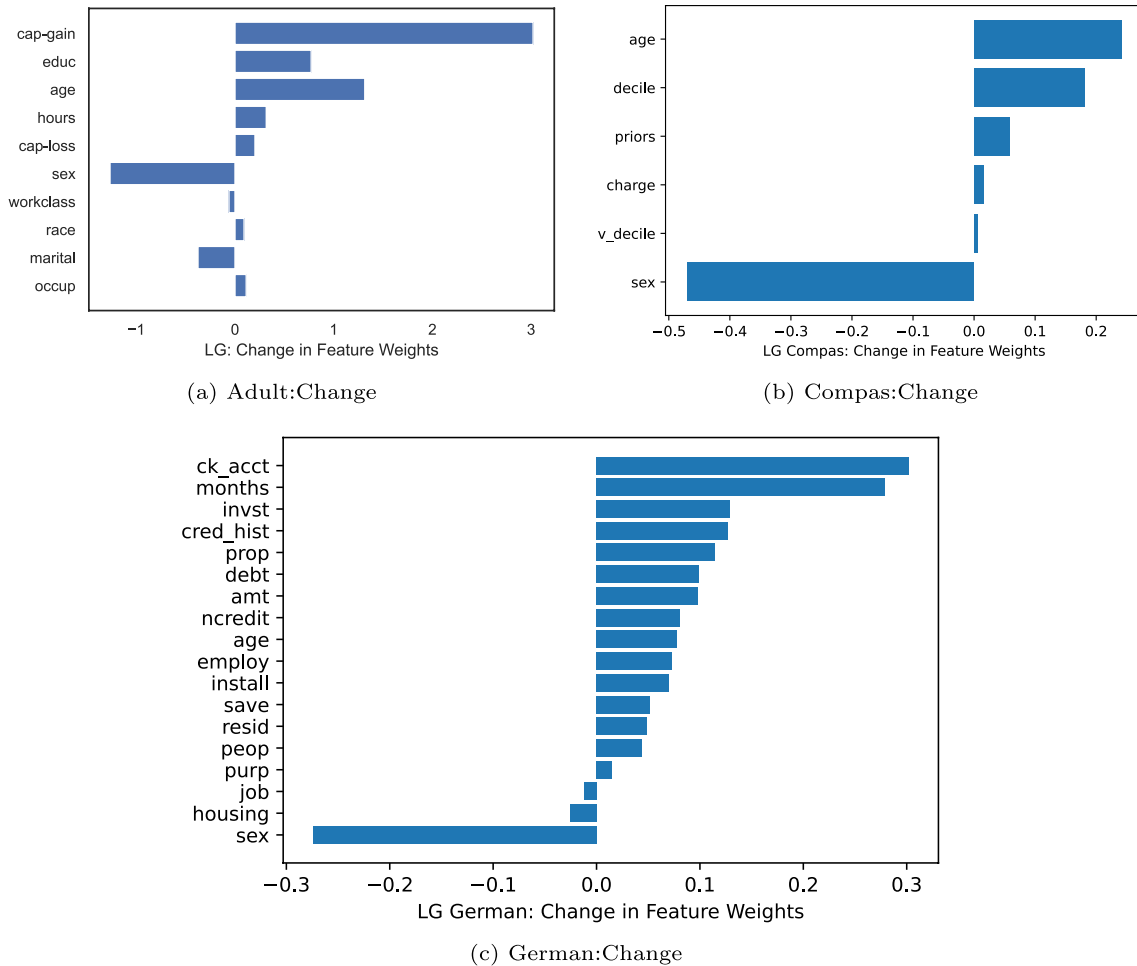 cap-gain
educ
age
hours
cap-loss
sex
workclass
race
marital
occup
−1 0 1 2 3
LG: Change in Feature Weights
(a) Adult:Change
age
decile
priors
charge
v_decile
sex
−0.5 −0.4 −0.3 −0.2 −0.1 0.0 0.1 0.2
LG Compas: Change in Feature Weights
(b) Compas:Change
ck_acct
months
invst
cred_hist
prop
debt
amt
ncredit
age
employ
install
save
resid
peop
purp
job
housing
sex
−0.3 −0.2 −0.1 0.0 0.1 0.2 0.3
LG German: Change in Feature Weights
(c) German:Change